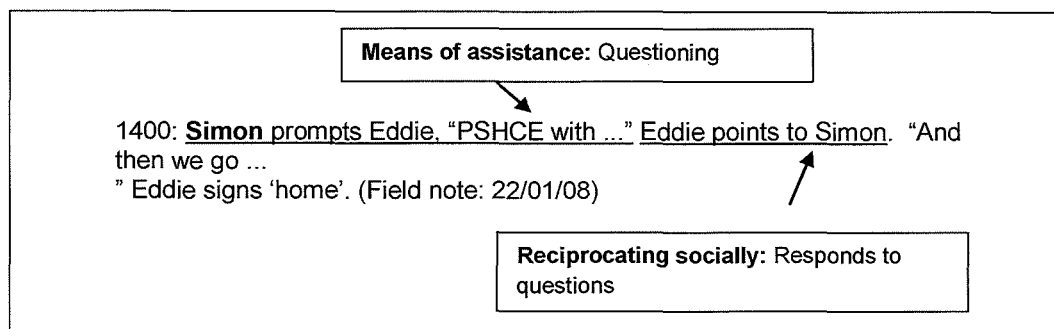 Means of assistance: Questioning
1400: Simon prompts Eddie, “PSHCE with ...” Eddie points to Simon. “And
then we go ...
” Eddie signs ‘home’. (Field note: 22/01/08)
Reciprocating socially: Responds to
questions